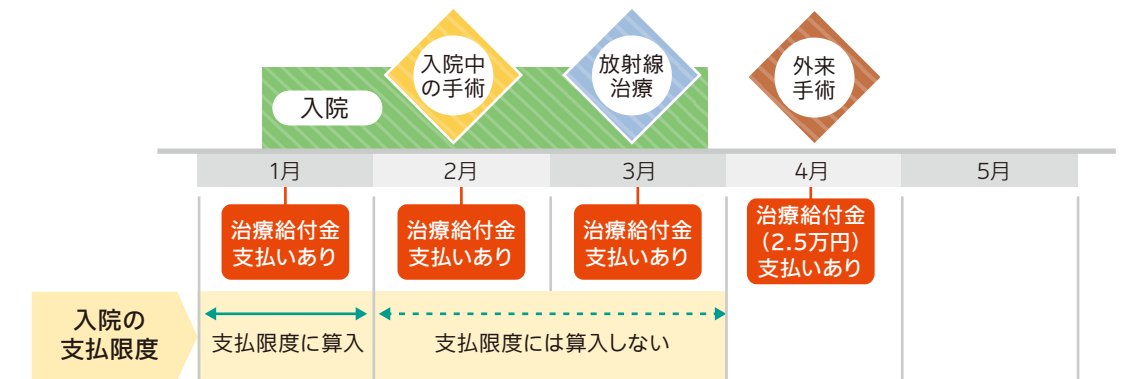 入院
入院中
の手術
放射線
治療
外来
手術
1月
2月
3月
4月
5月
治療給付金
支払いあり
治療給付金
支払いあり
治療給付金
支払いあり
治療給付金
（2.5万円）
支払いあり
入院の
支払限度
支払限度に算入
支払限度には算入しない